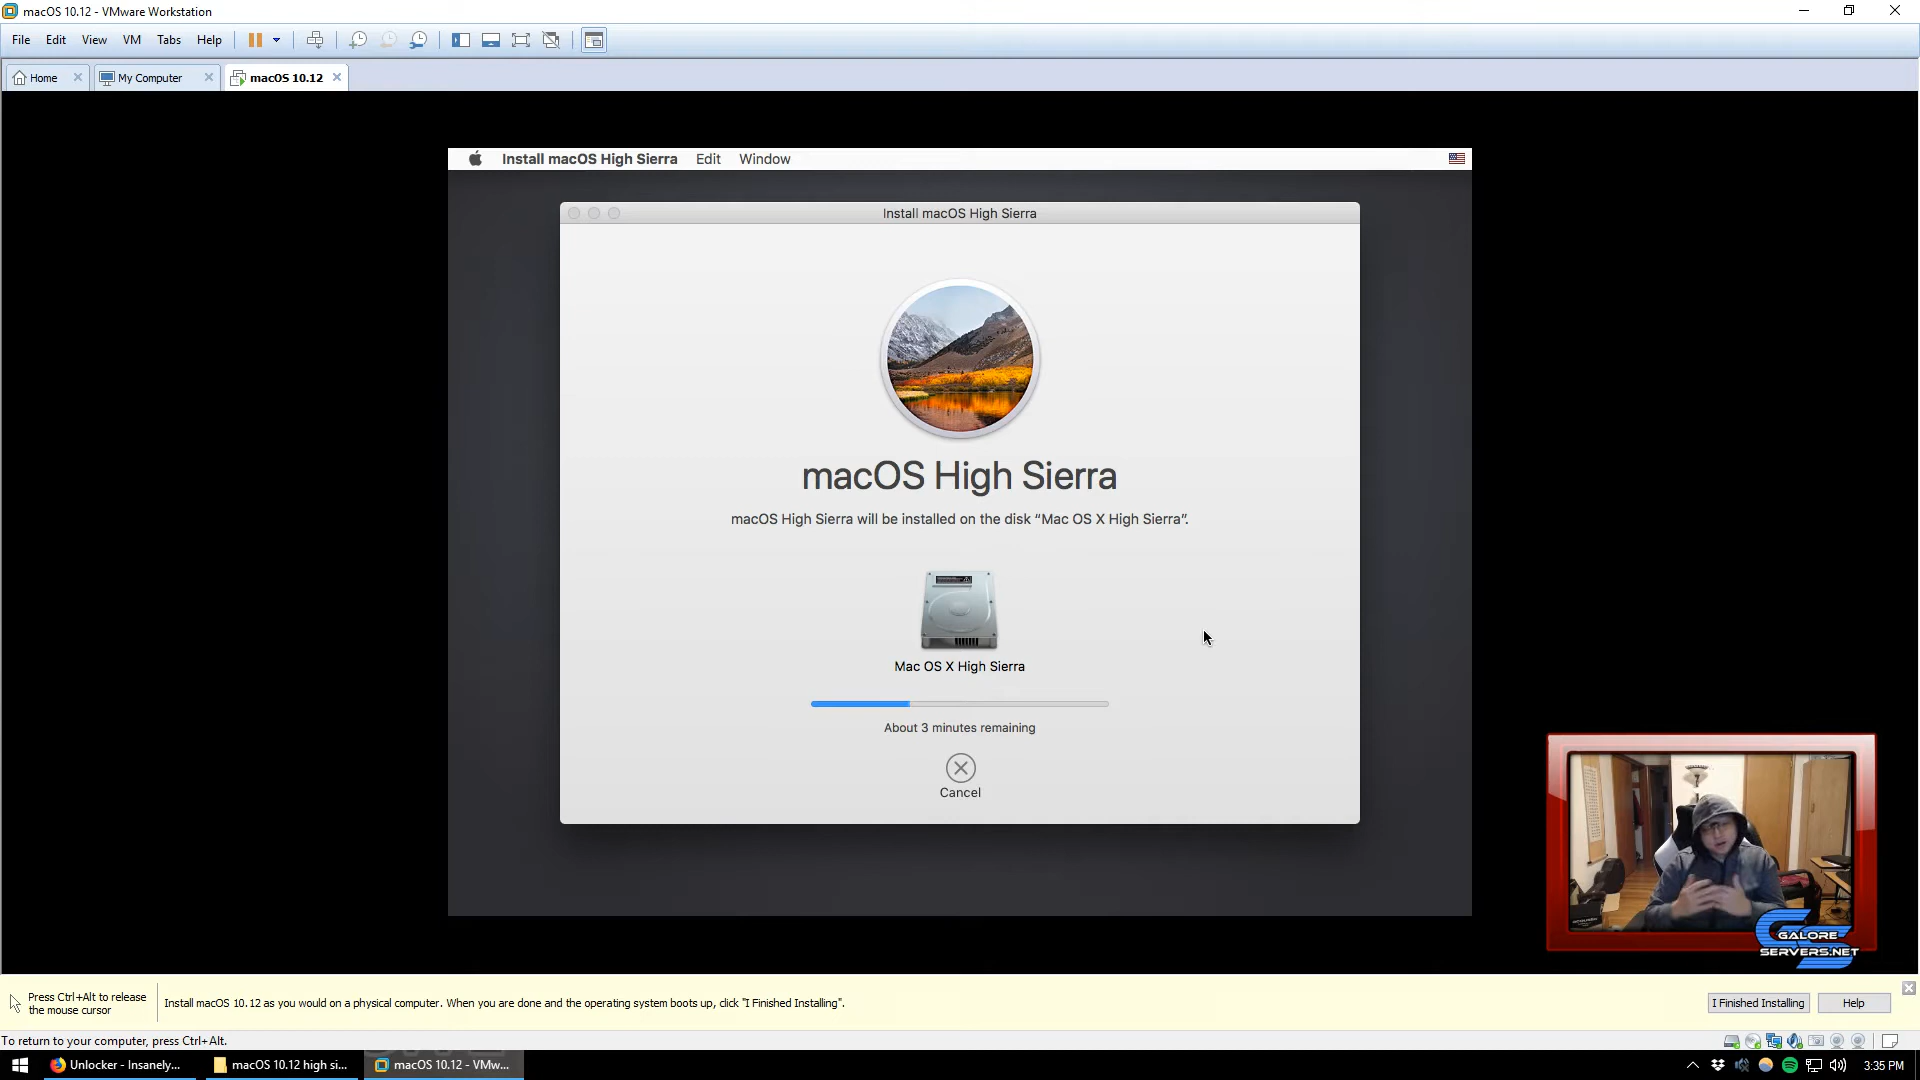 macOS 10.12 - VMware Workstation
File Edit View VM Tabs Help
Home My Computer macOS 10.12
Install macOS High Sierra Edit Window
Install macOS High Sierra
macOS High Sierra
macOS High Sierra will be installed on the disk “Mac OS X High Sierra”.
Mac OS X High Sierra
About 3 minutes remaining
Cancel
GALORE
SERVERS.NET
Press Ctrl+Alt to release
the mouse cursor
Install macOS 10.12 as you would on a physical computer. When you are done and the operating system boots up, click "I Finished Installing".
I Finished Installing Help
To return to your computer, press Ctrl+Alt.
Unlocker - Insanely... macOS 10.12 high si... macOS 10.12 - VMw... 3:35 PM